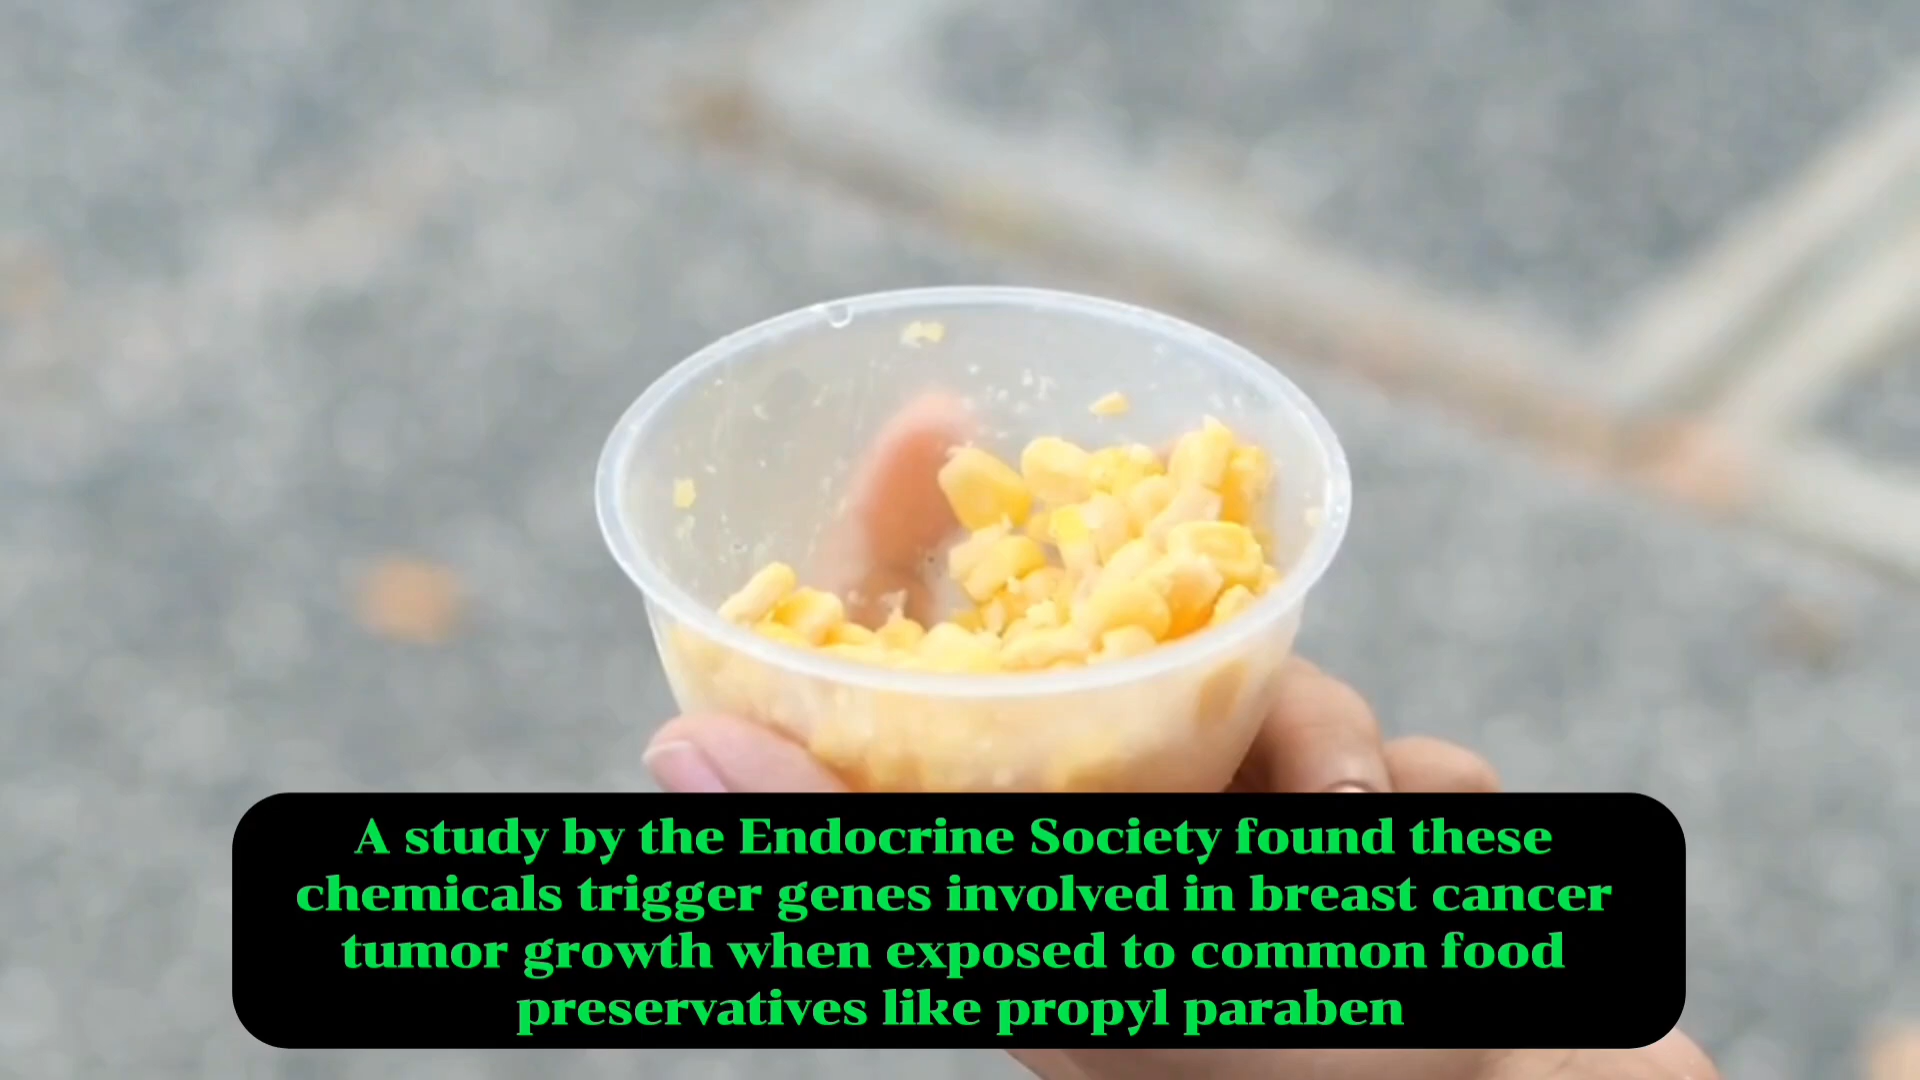 A study by the Endocrine Society found these
chemicals trigger genes involved in breast cancer
tumor growth when exposed to common food
preservatives like propyl paraben